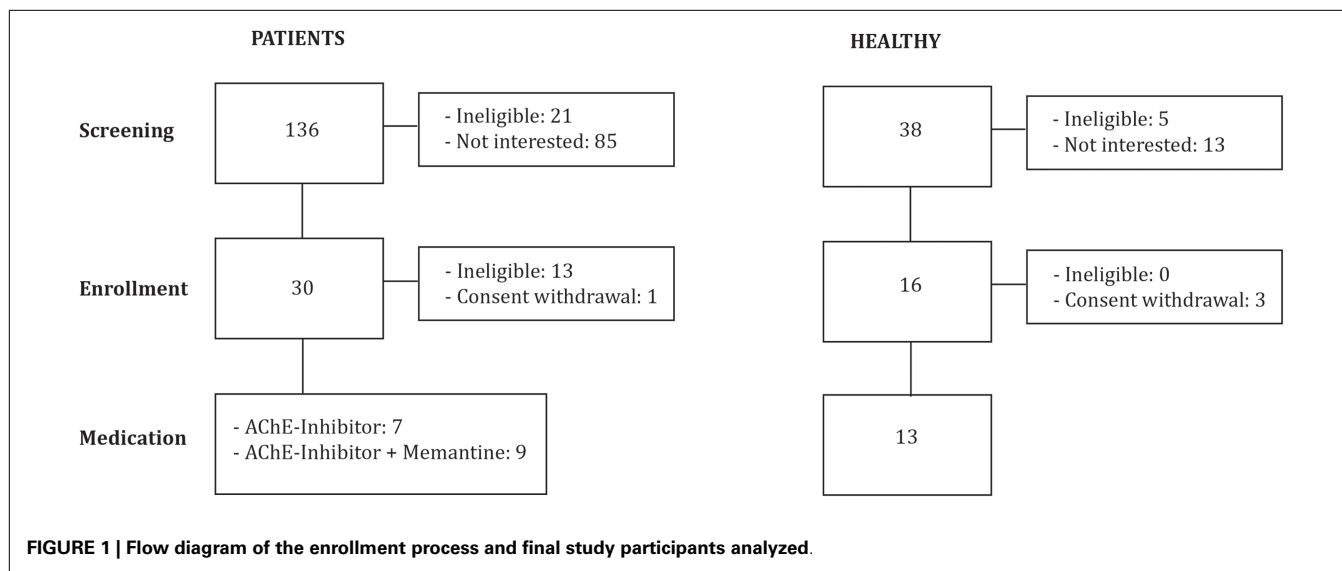 PATIENTS
HEALTHY
Screening
136
- Ineligible: 21
- Not interested: 85
38
- Ineligible: 5
- Not interested: 13
Enrollment
30
- Ineligible: 13
- Consent withdrawal: 1
16
- Ineligible: 0
- Consent withdrawal: 3
Medication
- AChE-Inhibitor: 7
- AChE-Inhibitor + Memantine: 9
13
FIGURE 1 | Flow diagram of the enrollment process and final study participants analyzed.